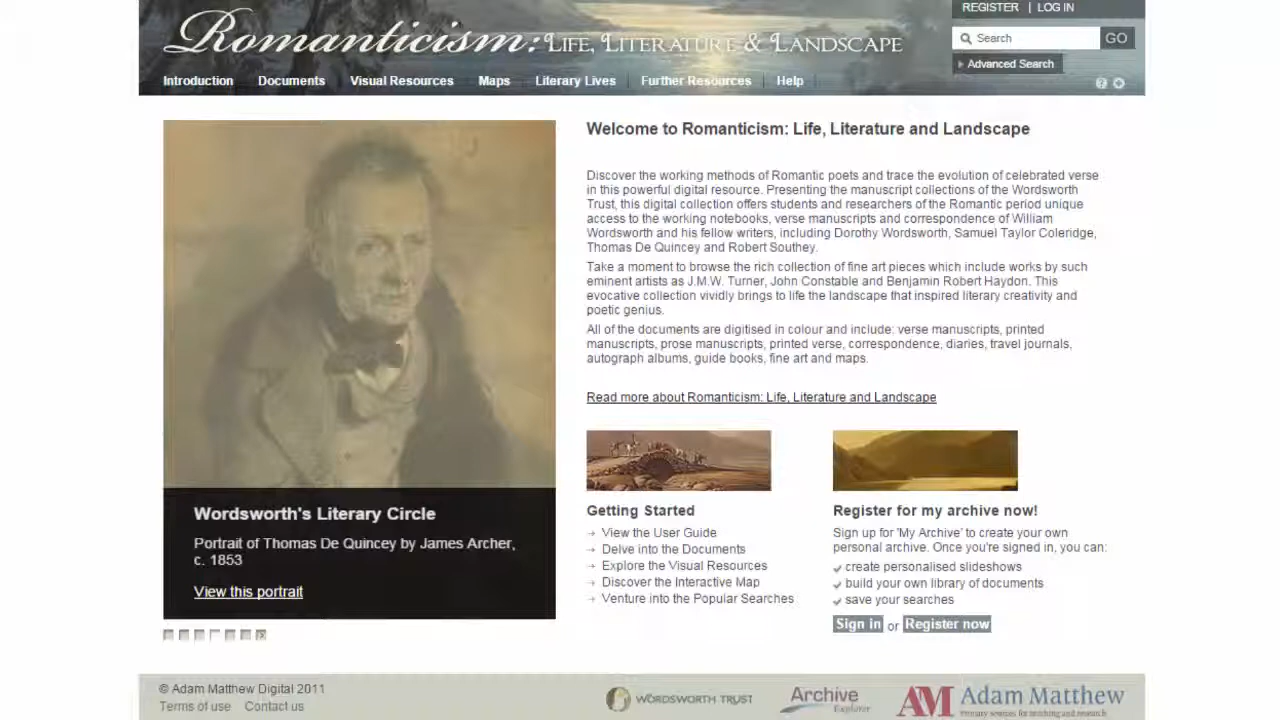 REGISTER | LOG IN
Romanticism: LIFE, LITERATURE & LANDSCAPE
Search GO
Advanced Search
Introduction Documents Visual Resources Maps Literary Lives Further Resources Help
Welcome to Romanticism: Life, Literature and Landscape
Discover the working methods of Romantic poets and trace the evolution of celebrated verse
in this powerful digital resource. Presenting the manuscript collections of the Wordsworth
Trust, this digital collection offers students and researchers of the Romantic period unique
access to the working notebooks, verse manuscripts and correspondence of William
Wordsworth and his fellow writers, including Dorothy Wordsworth, Samuel Taylor Coleridge,
Thomas De Quincey and Robert Southey.
Take a moment to browse the rich collection of fine art pieces which include works by such
eminent artists as J.M.W. Turner, John Constable and Benjamin Robert Haydon. This
evocative collection vividly brings to life the landscape that inspired literary creativity and
poetic genius.
All of the documents are digitised in colour and include: verse manuscripts, printed
manuscripts, prose manuscripts, printed verse, correspondence, diaries, travel journals,
autograph albums, guide books, fine art and maps.
Read more about Romanticism: Life, Literature and Landscape
Wordsworth's Literary Circle
Portrait of Thomas De Quincey by James Archer,
c. 1853
View this portrait
Getting Started
View the User Guide
Delve into the Documents
Explore the Visual Resources
Discover the Interactive Map
Venture into the Popular Searches
Register for my archive now!
Sign up for 'My Archive' to create your own
personal archive. Once you're signed in, you can:
create personalised slideshows
build your own library of documents
save your searches
Sign in or Register now
© Adam Matthew Digital 2011
Terms of use Contact us
WORDSWORTH TRUST
Archive
Explorer
AM Adam Matthew
Primary sources for teaching and research